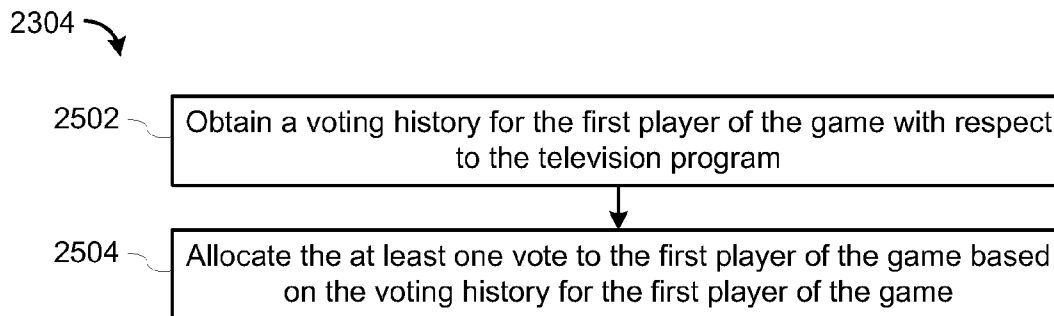 2304
2502
Obtain a voting history for the first player of the game with respect
to the television program
2504
Allocate the at least one vote to the first player of the game based
on the voting history for the first player of the game